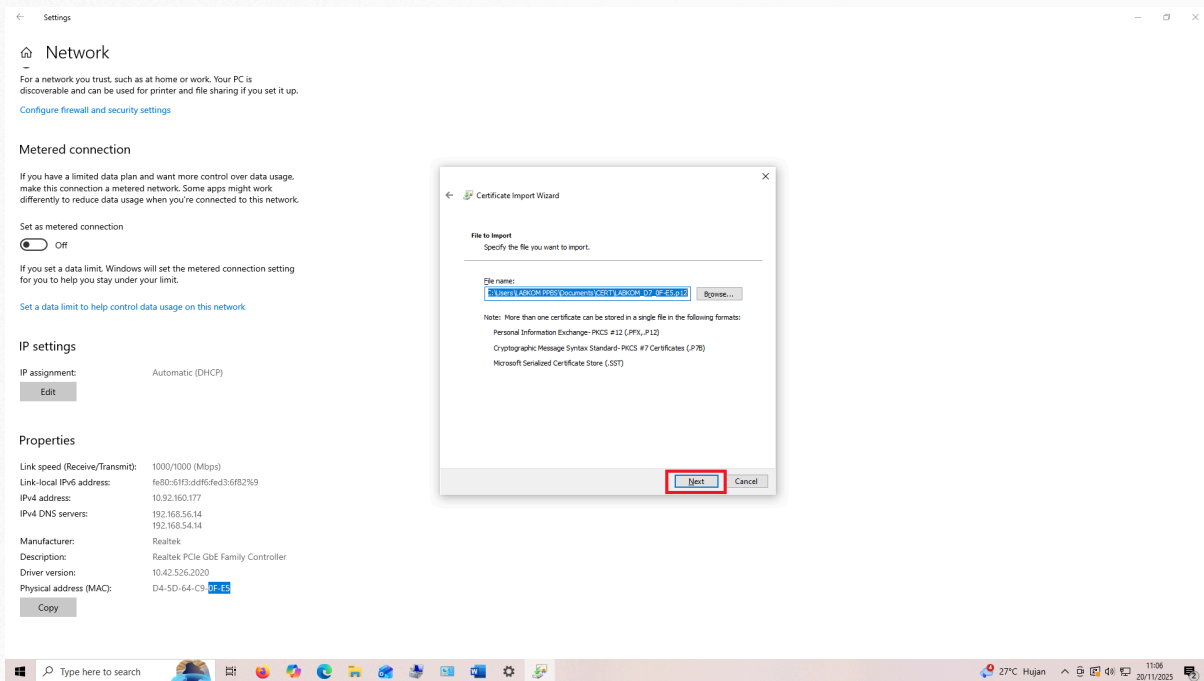 Settings
Network
For a network you trust, such as at home or work. Your PC is
discoverable and can be used for printer and file sharing if you set it up.
Configure firewall and security settings
Metered connection
If you have a limited data plan and want more control over data usage,
make this connection a metered network. Some apps might work
differently to reduce data usage when you're connected to this network.
Set as metered connection
Off
If you set a data limit, Windows will set the metered connection setting
for you to help you stay under your limit.
Set a data limit to help control data usage on this network
IP settings
IP assignment: Automatic (DHCP)
Edit
Properties
Link speed (Receive/Transmit): 1000/1000 (Mbps)
Link-local IPv6 address: fe80::61f3:ddf6:fed3:6f82%9
IPv4 address: 10.92.160.177
IPv4 DNS servers: 192.168.56.14
192.168.54.14
Manufacturer: Realtek
Description: Realtek PCIe GbE Family Controller
Driver version: 10.42.526.2020
Physical address (MAC): D4-5D-64-C9-0F-E5
Copy
Certificate Import Wizard
File to Import
Specify the file you want to import.
File name:
C:\Users\LABKOM PPBS\Documents\CERT\LABKOM_D7_0F-E5.p12 Browse...
Note: More than one certificate can be stored in a single file in the following formats:
Personal Information Exchange- PKCS #12 (.PFX,.P12)
Cryptographic Message Syntax Standard- PKCS #7 Certificates (.P7B)
Microsoft Serialized Certificate Store (.SST)
Next Cancel
Type here to search
27°C Hujan
11:06
20/11/2025
2